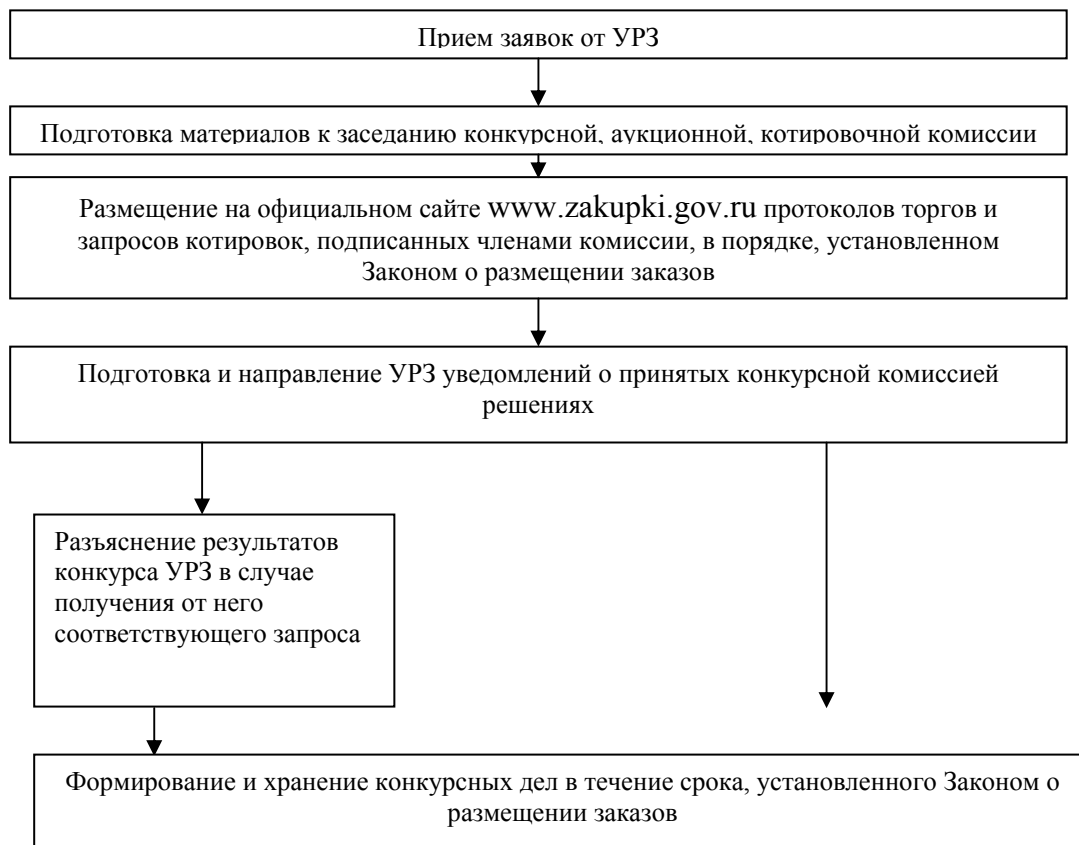 Прием заявок от УРЗ
Подготовка материалов к заседанию конкурсной, аукционной, котировочной комиссии
Размещение на официальном сайте www.zakupki.gov.ru протоколов торгов и
запросов котировок, подписанных членами комиссии, в порядке, установленном
Законом о размещении заказов
Подготовка и направление УРЗ уведомлений о принятых конкурсной комиссией
решениях
Разъяснение результатов
конкурса УРЗ в случае
получения от него
соответствующего запроса
Формирование и хранение конкурсных дел в течение срока, установленного Законом о
размещении заказов